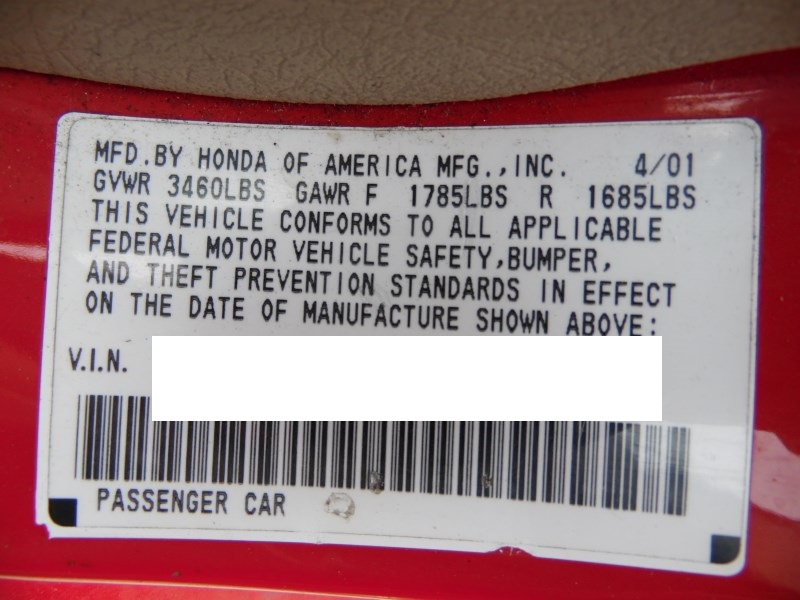 MFD.BY HONDA OF AMERICA MFG.,INC. 4/01
GVWR 3460LBS GAWR F 1785LBS R 1685LBS
THIS VEHICLE CONFORMS TO ALL APPLICABLE
FEDERAL MOTOR VEHICLE SAFETY,BUMPER,
AND THEFT PREVENTION STANDARDS IN EFFECT
ON THE DATE OF MANUFACTURE SHOWN ABOVE:
V.I.N.
PASSENGER CAR